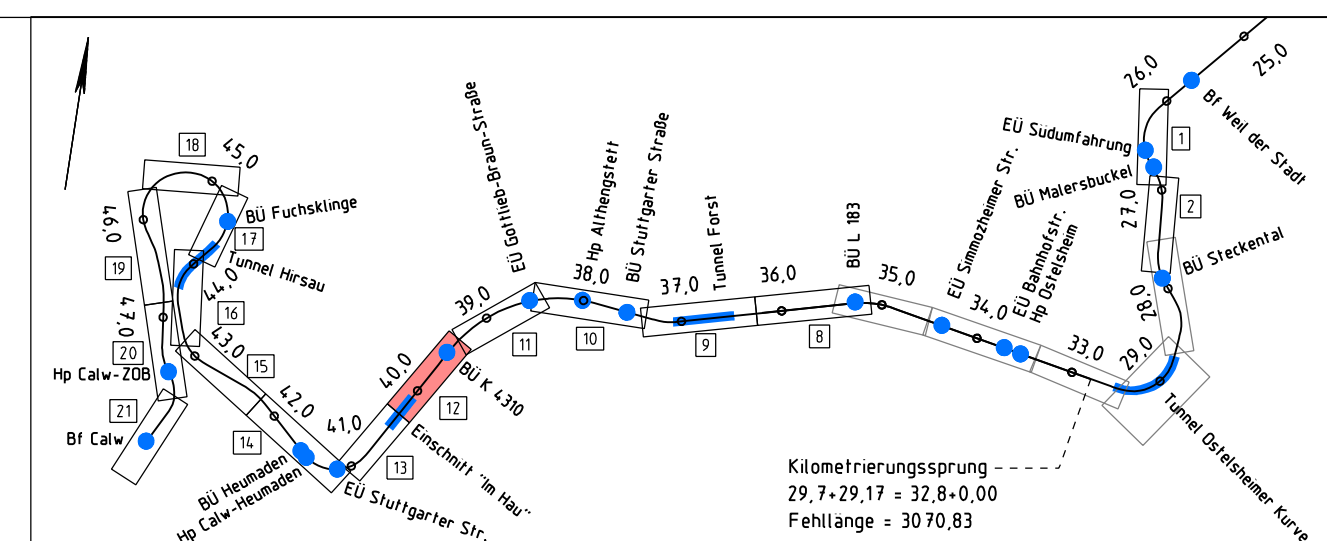 25,0
26,0
Bf Weil der Stadt
EÜ Südumfahrung
1
BÜ Malersbuckel
27,0
2
BÜ Steckental
28,0
29,0
Tunnel Ostelsheimer Kurve
33,0
EÜ Bahnhofstr.
Hp Ostelsheim
34,0
EÜ Simmozheimer Str.
35,0
BÜ L 183
8
36,0
Tunnel Forst
37,0
9
BÜ Stuttgarter Straße
Hp Althengstett
38,0
10
EÜ Gottlieb-Braun-Straße
11
39,0
BÜ K 4310
12
40,0
Einschnitt "Im Hau"
13
41,0
EÜ Stuttgarter Str.
BÜ Heumaden
Hp Calw-Heumaden
14
42,0
15
43,0
16
44,0
Tunnel Hirsau
17
BÜ Fuchsklinge
45,0
18
46,0
19
47,0
20
Hp Calw-ZOB
21
Bf Calw
Kilometrierungssprung
29,7+29,17 = 32,8+0,00
Fehllänge = 3070,83